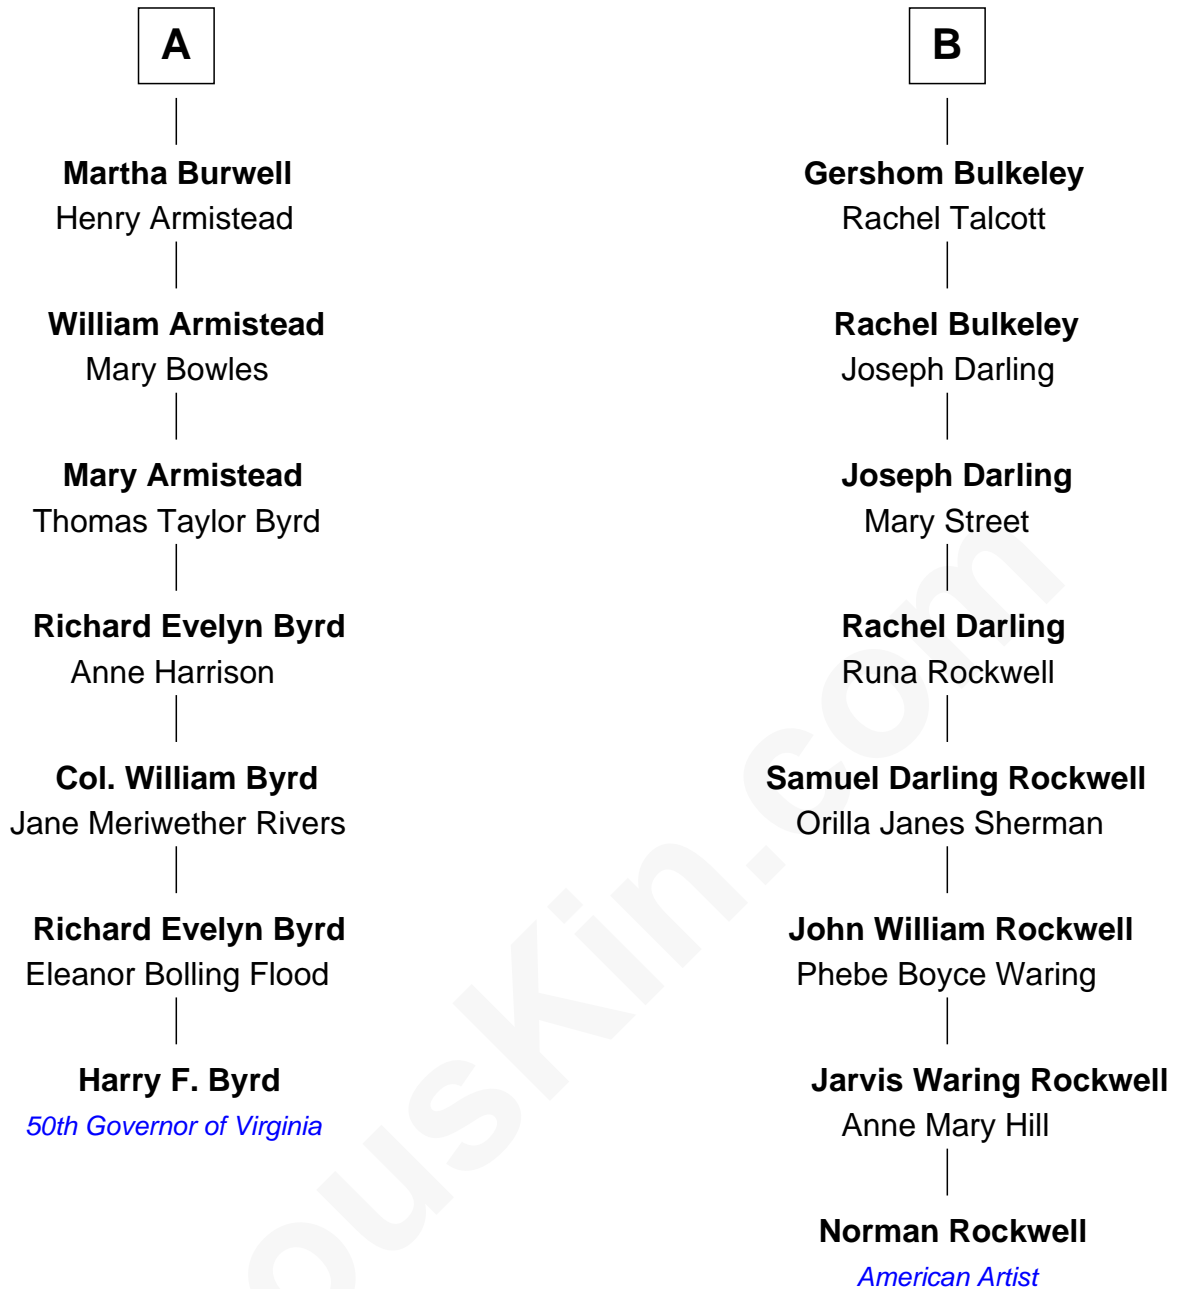 A
Martha Burwell
Henry Armistead
William Armistead
Mary Bowles
Mary Armistead
Thomas Taylor Byrd
Richard Evelyn Byrd
Anne Harrison
Col. William Byrd
Jane Meriwether Rivers
Richard Evelyn Byrd
Eleanor Bolling Flood
Harry F. Byrd
50th Governor of Virginia
B
Gershom Bulkeley
Rachel Talcott
Rachel Bulkeley
Joseph Darling
Joseph Darling
Mary Street
Rachel Darling
Runa Rockwell
Samuel Darling Rockwell
Orilla Janes Sherman
John William Rockwell
Phebe Boyce Waring
Jarvis Waring Rockwell
Anne Mary Hill
Norman Rockwell
American Artist
ousKin.com